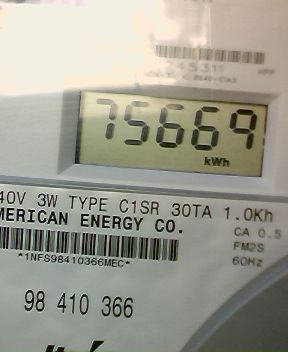 75669
kWh
40V 3W TYPE C1SR 30TA 1.0Kh
MERICAN ENERGY CO.
CA 0.5
FM2S
60Hz
*1NFS98410366MEC*
98 410 366